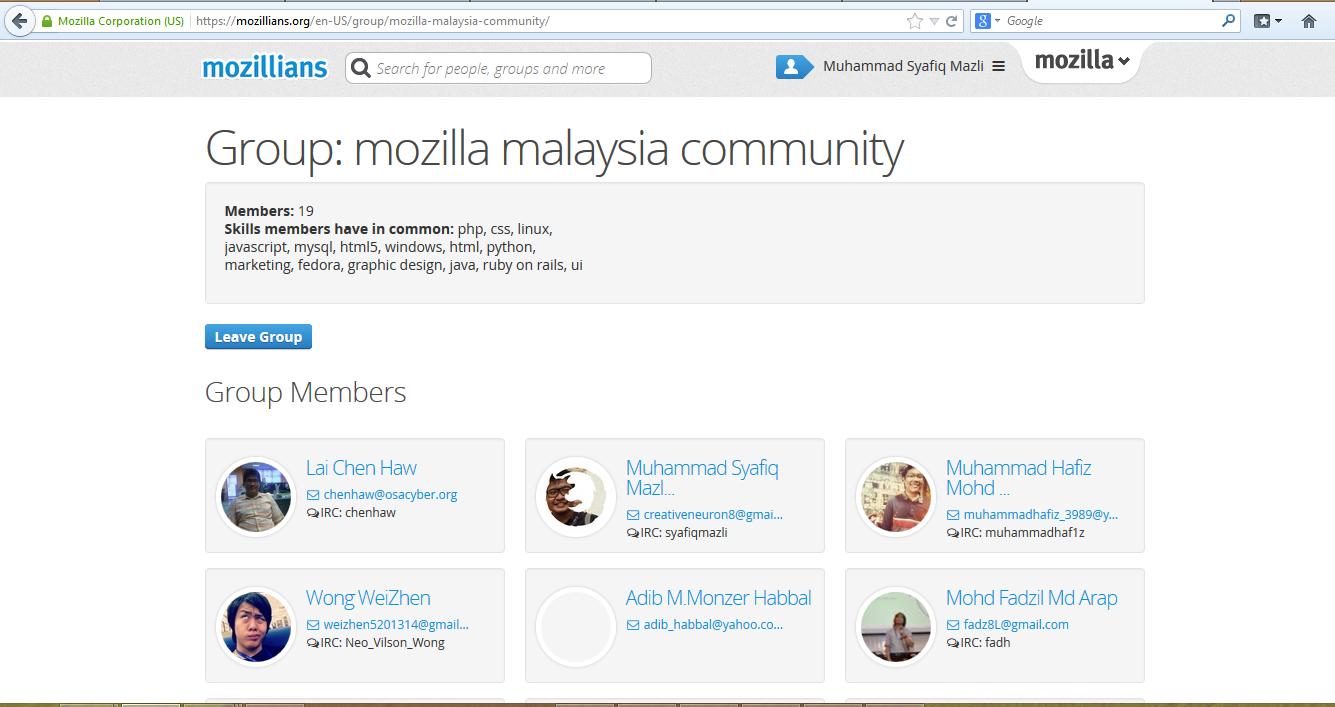 Mozilla Corporation (US) https://mozillians.org/en-US/group/mozilla-malaysia-community/ Google
mozillians Search for people, groups and more Muhammad Syafiq Mazli mozilla
Group: mozilla malaysia community
Members: 19
Skills members have in common: php, css, linux,
javascript, mysql, html5, windows, html, python,
marketing, fedora, graphic design, java, ruby on rails, ui
Leave Group
Group Members
Lai Chen Haw
chenhaw@osacyber.org
IRC: chenhaw
Muhammad Syafiq
Mazl...
creativeneuron8@gmai...
IRC: syafiqmazli
Muhammad Hafiz
Mohd ...
muhammadhafiz_3989@y...
IRC: muhammadhaf1z
Wong WeiZhen
weizhen5201314@gmail...
IRC: Neo_Vilson_Wong
Adib M.Monzer Habbal
adib_habbal@yahoo.co...
Mohd Fadzil Md Arap
fadz8L@gmail.com
IRC: fadh